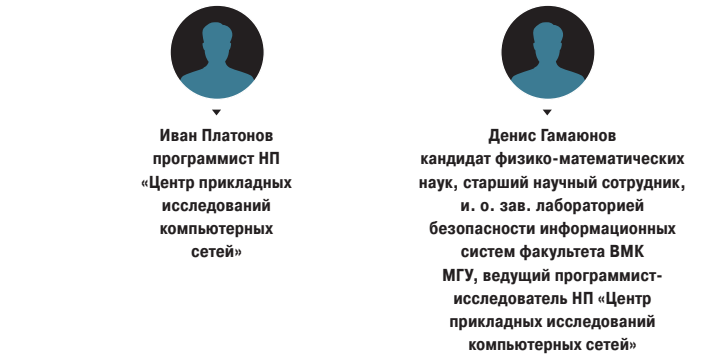 Иван Платонов
программист НП
«Центр прикладных
исследований
компьютерных
сетей»
Денис Гамаюнов
кандидат физико-математических
наук, старший научный сотрудник,
и. о. зав. лабораторией
безопасности информационных
систем факультета ВМК
МГУ, ведущий программист-
исследователь НП «Центр
прикладных исследований
компьютерных сетей»